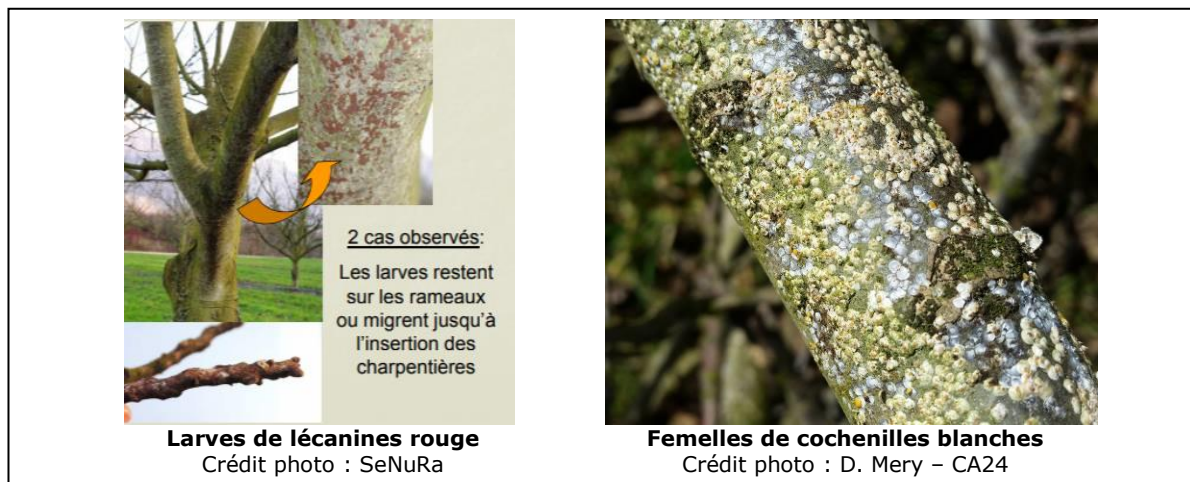 2 cas observés:
Les larves restent
sur les rameaux
ou migrent jusqu'à
l'insertion des
charpentières
Larves de lécanines rouge
Crédit photo : SeNuRa
Femelles de cochenilles blanches
Crédit photo : D. Mery – CA24